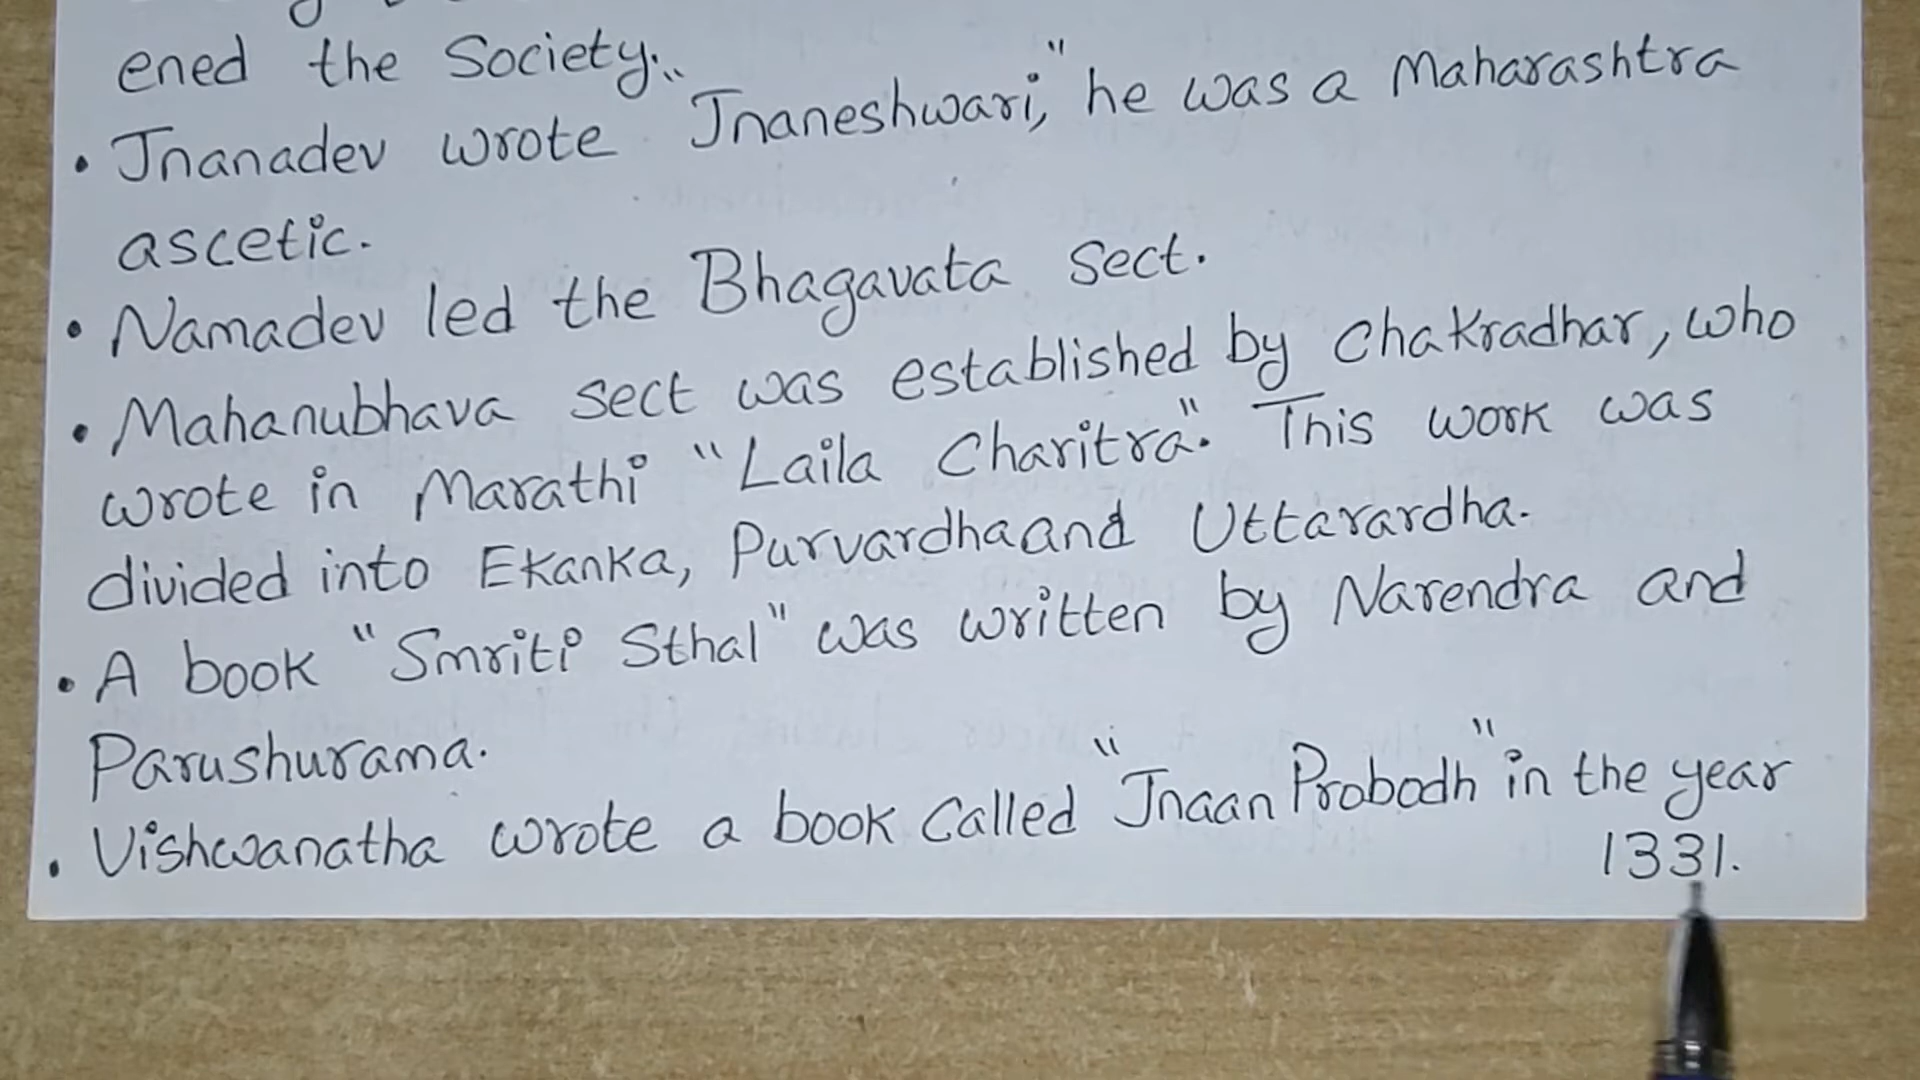 ened the Society.
• Jnanadev wrote "Jnaneshwari," he was a Maharashtra
ascetic.
• Namadev led the Bhagavata sect.
• Mahanubhava sect was established by Chakradhar, who
wrote in Marathi "Laila Charitra". This work was
divided into Ekanka, Purvardha and Uttarardha.
• A book "Smriti Sthal" was written by Narendra and
Parushurama.
• Vishwanatha wrote a book called "Jnaan Probodh" in the year
1331.